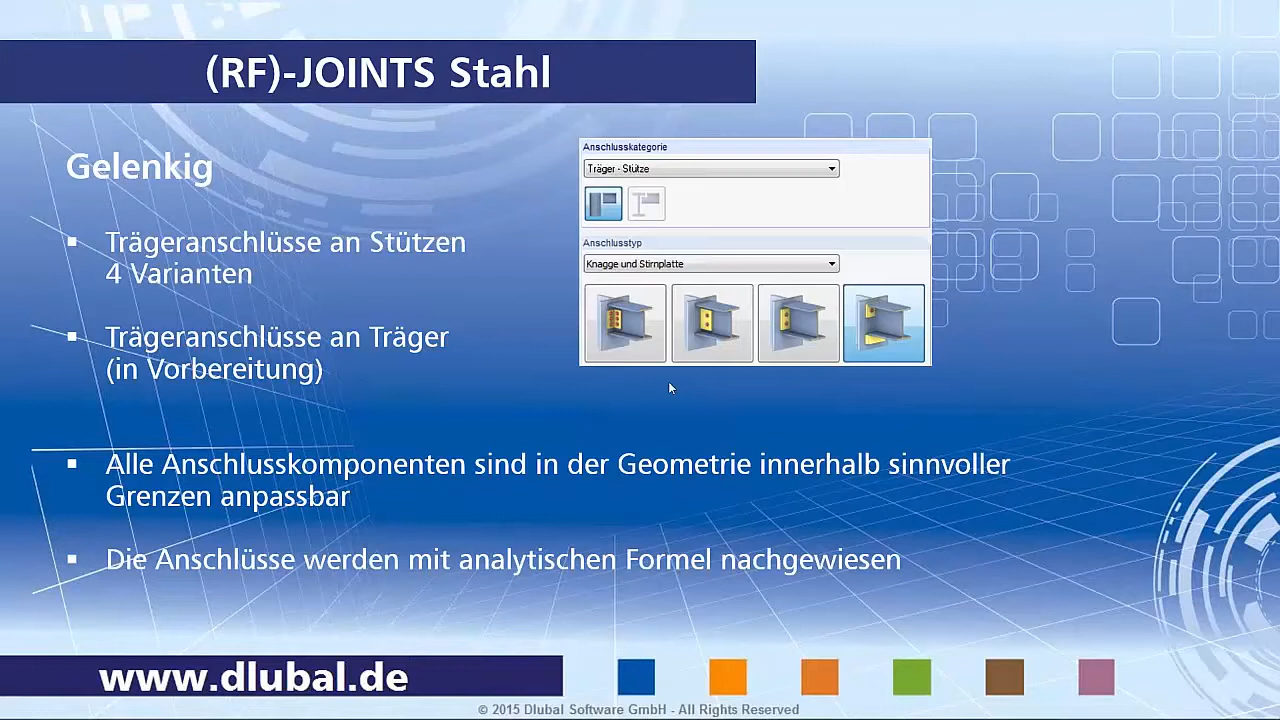 (RF)-JOINTS Stahl
Gelenkig
▪ Trägeranschlüsse an Stützen
4 Varianten
▪ Trägeranschlüsse an Träger
(in Vorbereitung)
Anschlusskategorie
Träger - Stütze
Anschlusstyp
Knagge und Stirnplatte
▪ Alle Anschlusskomponenten sind in der Geometrie innerhalb sinnvoller
Grenzen anpassbar
▪ Die Anschlüsse werden mit analytischen Formel nachgewiesen
www.dlubal.de
© 2015 Dlubal Software GmbH - All Rights Reserved